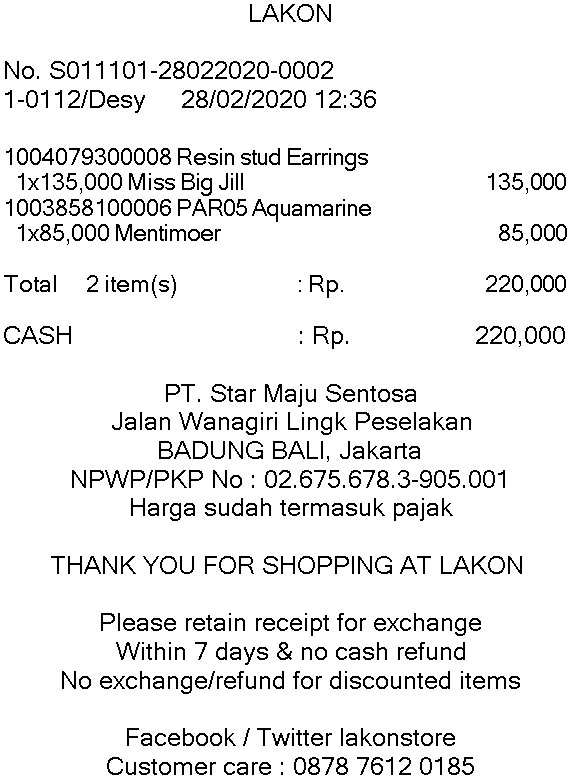 LAKON
No. S011101-28022020-0002
1-0112/Desy 28/02/2020 12:36
1004079300008 Resin stud Earrings
1x135,000 Miss Big Jill 135,000
1003858100006 PAR05 Aquamarine
1x85,000 Mentimoer 85,000
Total 2 item(s) : Rp. 220,000
CASH : Rp. 220,000
PT. Star Maju Sentosa
Jalan Wanagiri Lingk Peselakan
BADUNG BALI, Jakarta
NPWP/PKP No : 02.675.678.3-905.001
Harga sudah termasuk pajak
THANK YOU FOR SHOPPING AT LAKON
Please retain receipt for exchange
Within 7 days & no cash refund
No exchange/refund for discounted items
Facebook / Twitter lakonstore
Customer care : 0878 7612 0185